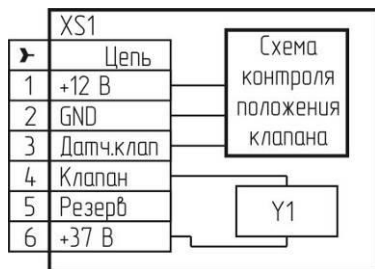 XS1
Цепь
1 +12 В
2 GND
3 Датч.клап
4 Клапан
5 Резерв
6 +37 В
Схема
контроля
положения
клапана
Y1